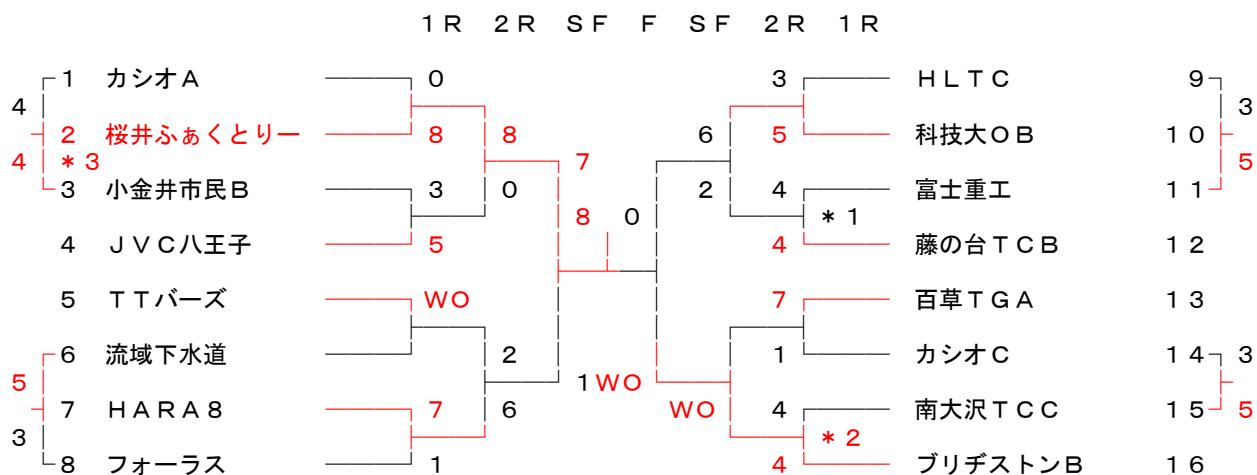 １Ｒ ２Ｒ ＳＦ Ｆ ＳＦ ２Ｒ １Ｒ
１ カシオＡ ０ ３ ＨＬＴＣ ９
４ ３
２ 桜井ふぁくとりー ８ ８ ６ ５ 科技大ＯＢ １０
４ ＊３ ７ ５
３ 小金井市民Ｂ ３ ０ ２ ４ 富士重工 １１
８ ０ ＊１
４ ＪＶＣ八王子 ５ ４ 藤の台ＴＣＢ １２
５ ＴＴバーズ ＷＯ ７ 百草ＴＧＡ １３
６ 流域下水道 ２ １ カシオＣ １４ ３
５ １ ＷＯ
７ ＨＡＲＡ８ ７ ６ ＷＯ ４ 南大沢ＴＣＣ １５ ５
３ ＊２
８ フォーラス １ ４ ブリヂストンＢ １６